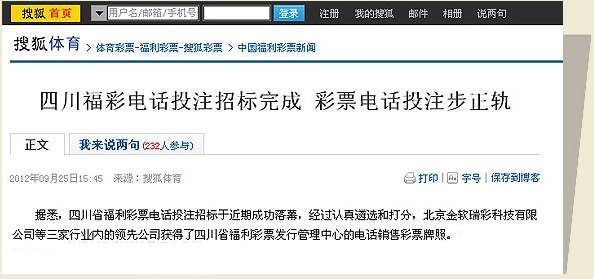 搜狐 首页 用户名/邮箱/手机号 登录 注册 我的搜狐 邮件 相册 说两句
搜狐体育 > 体育彩票-福利彩票-搜狐彩票 > 中国福利彩票新闻
四川福彩电话投注招标完成 彩票电话投注步正轨
正文 我来说两句(232人参与)
2012年09月25日15:45 来源：搜狐体育 打印 | Aa 字号 | 保存到博客
据悉，四川省福利彩票电话投注招标于近期成功落幕，经过认真遴选和打分，北京金软瑞彩科技有限
公司等三家行业内的领先公司获得了四川省福利彩票发行管理中心的电话销售彩票牌照。